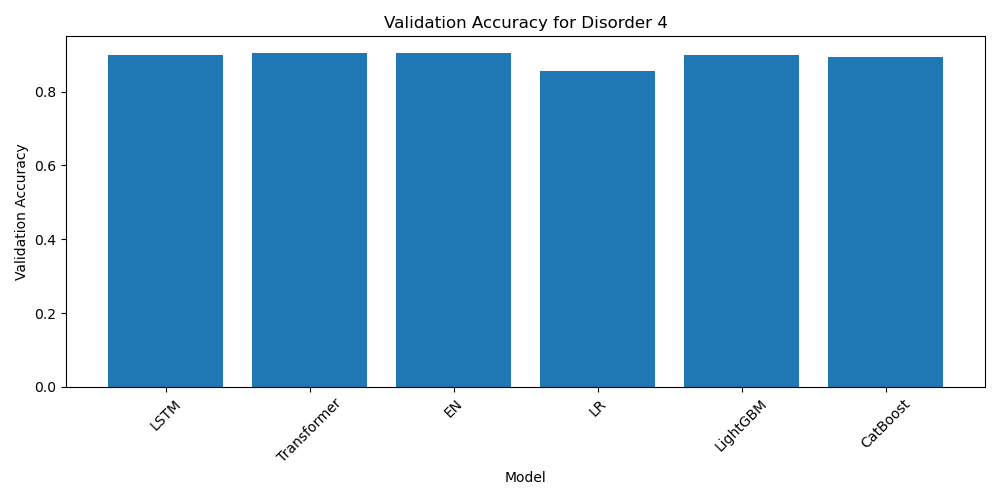 Validation Accuracy for Disorder 4
Validation Accuracy
0.8
0.6
0.4
0.2
0.0
LSTM
Transformer
EN
LR
LightGBM
CatBoost
Model